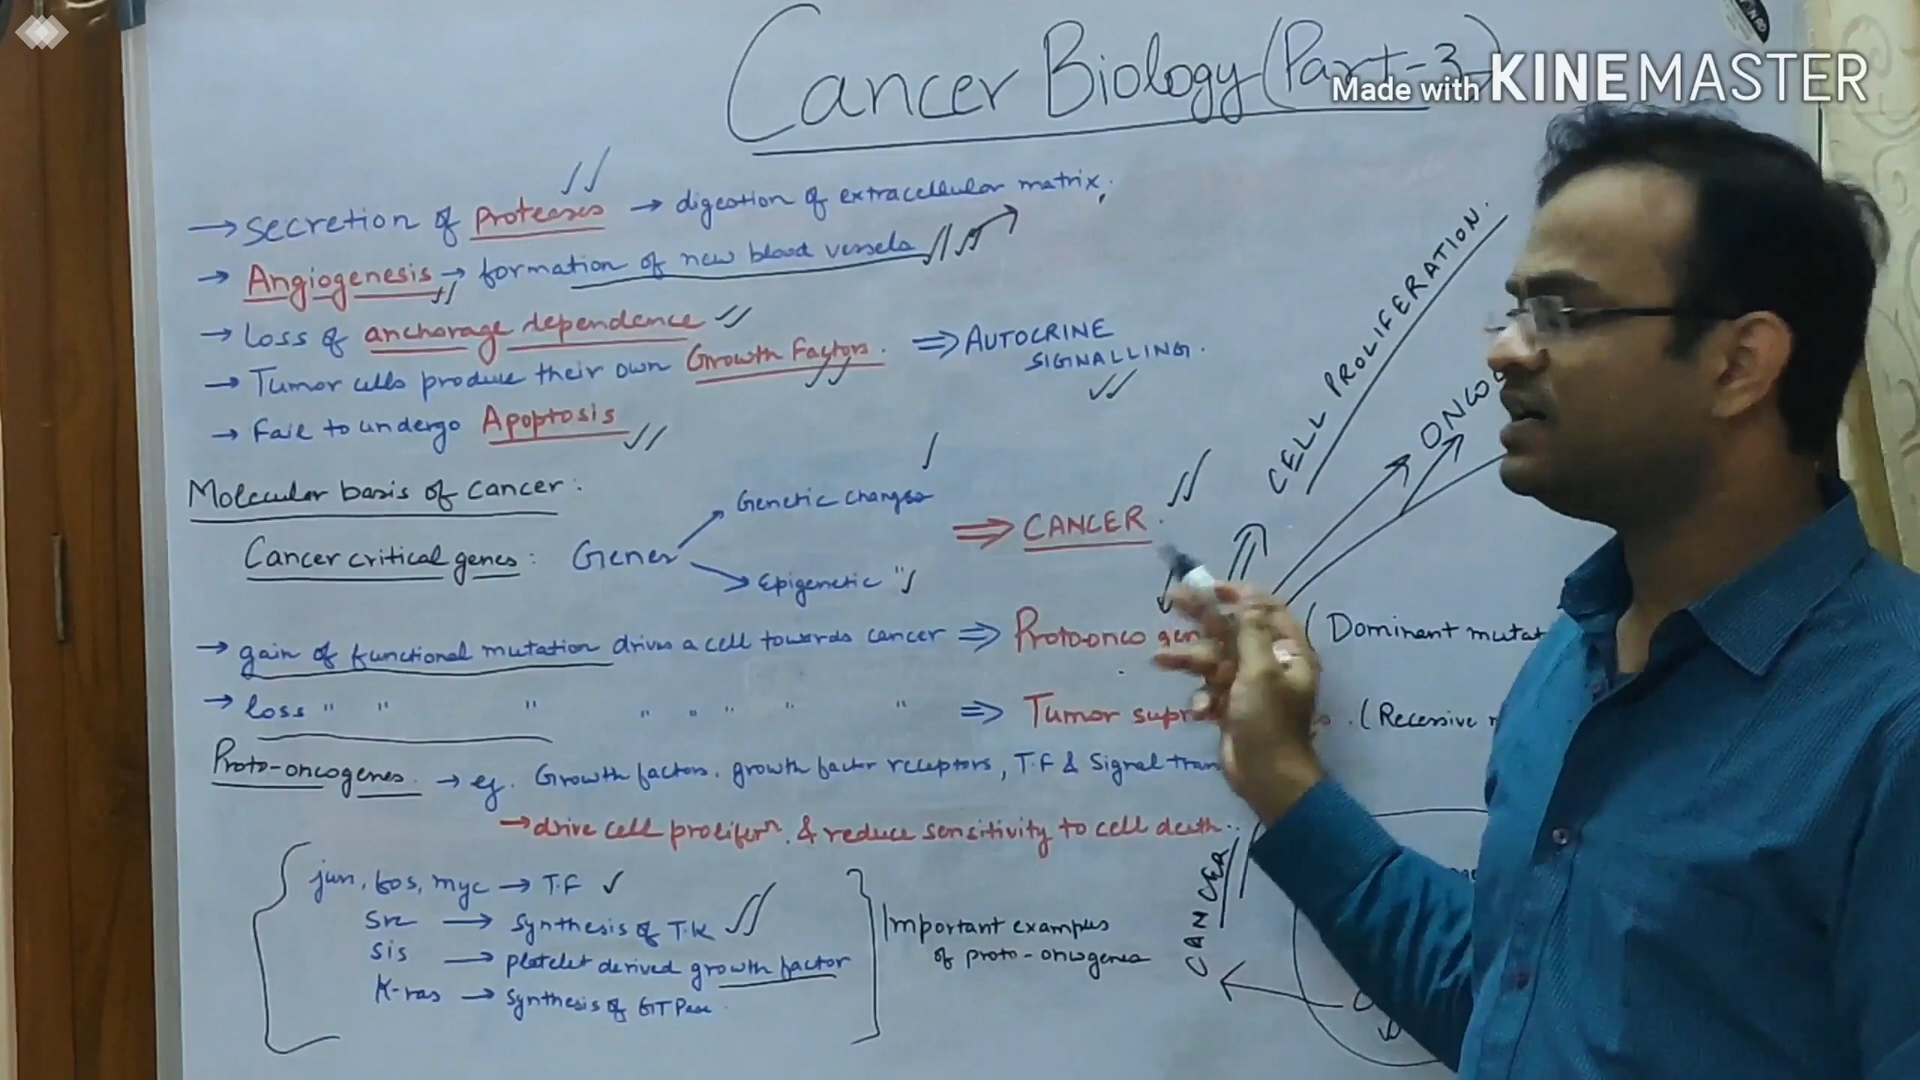 Cancer Biology (Part-3)
Made with KINEMASTER
→ Secretion of Proteases → digestion of extracellular matrix.
→ Angiogenesis → formation of new blood vessels
→ Loss of anchorage dependence
→ Tumor cells produce their own Growth Factors. ⇒ AUTOCRINE SIGNALLING.
→ Fail to undergo Apoptosis
CELL PROLIFERATION.
ONCO
Molecular basis of cancer:
Genetic changes
Cancer critical genes: Genes ⇒ CANCER.
Epigenetic "
→ gain of functional mutation drives a cell towards cancer ⇒ Proto-onco gen (Dominant mutat
→ loss " " " " " " " " ⇒ Tumor supr s. (Recessive m
Proto-oncogenes. → eg. Growth factors, growth factor receptors, T.F & Signal tran
→ drive cell prolifern. & reduce sensitivity to cell death..
jun, fos, myc → T.F
Src → Synthesis of T.K
Sis → platelet derived growth factor
K-ras → Synthesis of GTPase.
Important examples
of proto-oncogenes
CANCER